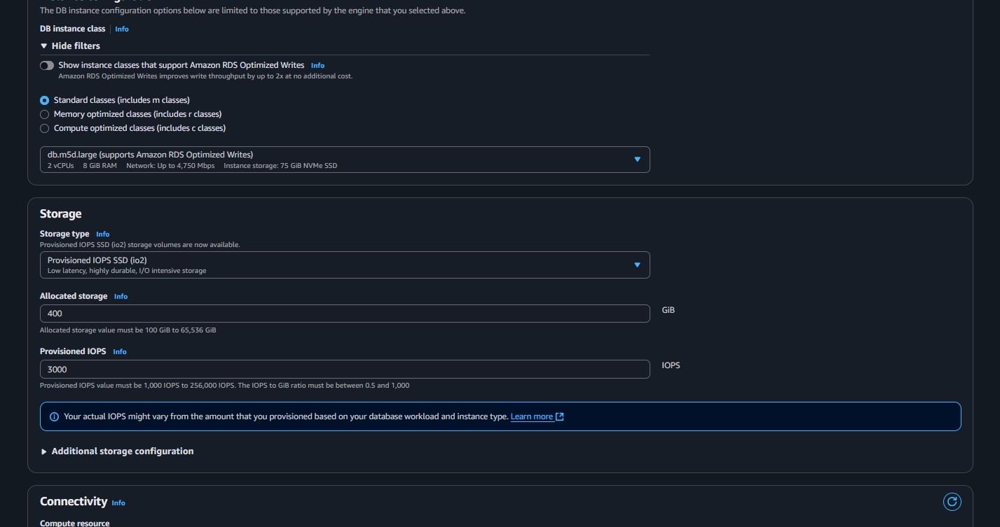 The DB instance configuration options below are limited to those supported by the engine that you selected above.
DB instance class Info
Hide filters
Show instance classes that support Amazon RDS Optimized Writes Info
Amazon RDS Optimized Writes improves write throughput by up to 2x at no additional cost.
Standard classes (includes m classes)
Memory optimized classes (includes r classes)
Compute optimized classes (includes c classes)
db.m5d.large (supports Amazon RDS Optimized Writes)
2 vCPUs 8 GiB RAM Network: Up to 4,750 Mbps Instance storage: 75 GiB NVMe SSD
Storage
Storage type Info
Provisioned IOPS SSD (io2) storage volumes are now available.
Provisioned IOPS SSD (io2)
Low latency, highly durable, I/O intensive storage
Allocated storage Info
400 GiB
Allocated storage value must be 100 GiB to 65,536 GiB
Provisioned IOPS Info
3000 IOPS
Provisioned IOPS value must be 1,000 IOPS to 256,000 IOPS. The IOPS to GiB ratio must be between 0.5 and 1,000
Your actual IOPS might vary from the amount that you provisioned based on your database workload and instance type. Learn more
Additional storage configuration
Connectivity Info
Compute resource